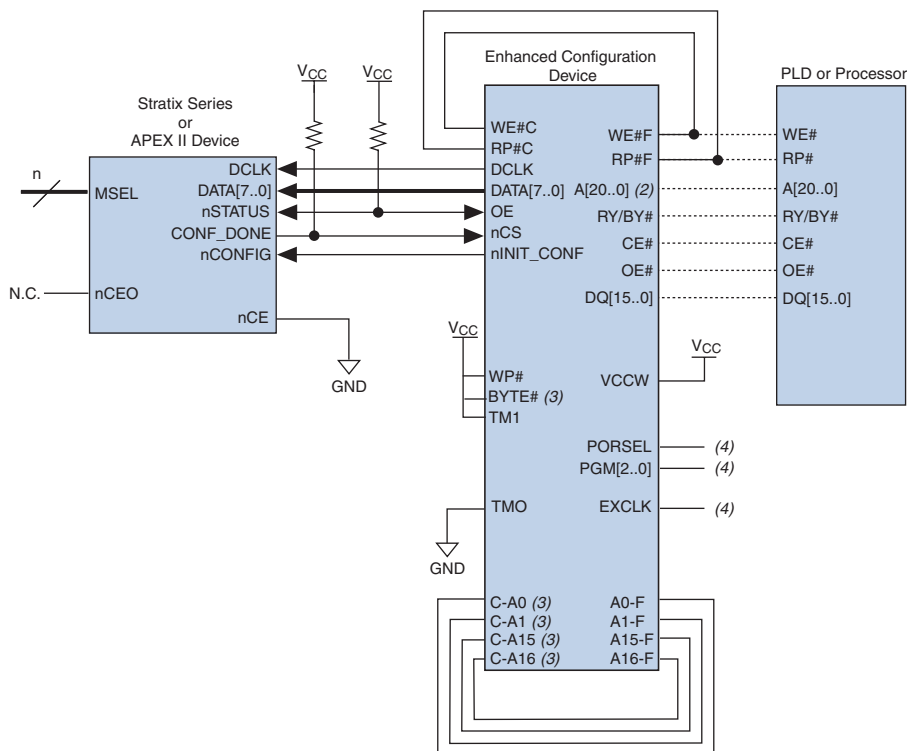 Enhanced Configuration
Device
PLD or Processor
VCC
VCC
Stratix Series
or
APEX II Device
n
MSEL
DCLK
DATA[7..0]
nSTATUS
CONF_DONE
nCONFIG
N.C.
nCEO
nCE
GND
WE#C
RP#C
DCLK
DATA[7..0]
OE
nCS
nINIT_CONF
WE#F
RP#F
A[20..0] (2)
RY/BY#
CE#
OE#
DQ[15..0]
WE#
RP#
A[20..0]
RY/BY#
CE#
OE#
DQ[15..0]
VCC
WP#
BYTE# (3)
TM1
VCCW
VCC
PORSEL
(4)
PGM[2..0]
(4)
TMO
GND
EXCLK
(4)
C-A0 (3)
A0-F
C-A1 (3)
A1-F
C-A15 (3)
A15-F
C-A16 (3)
A16-F